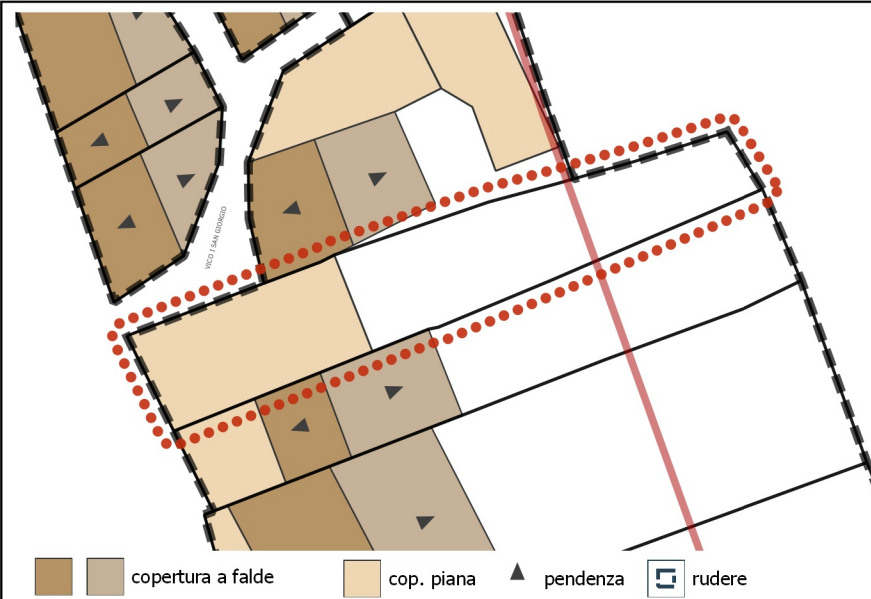 VICO I SAN GIORGIO
copertura a falde
cop. piana
pendenza
rudere